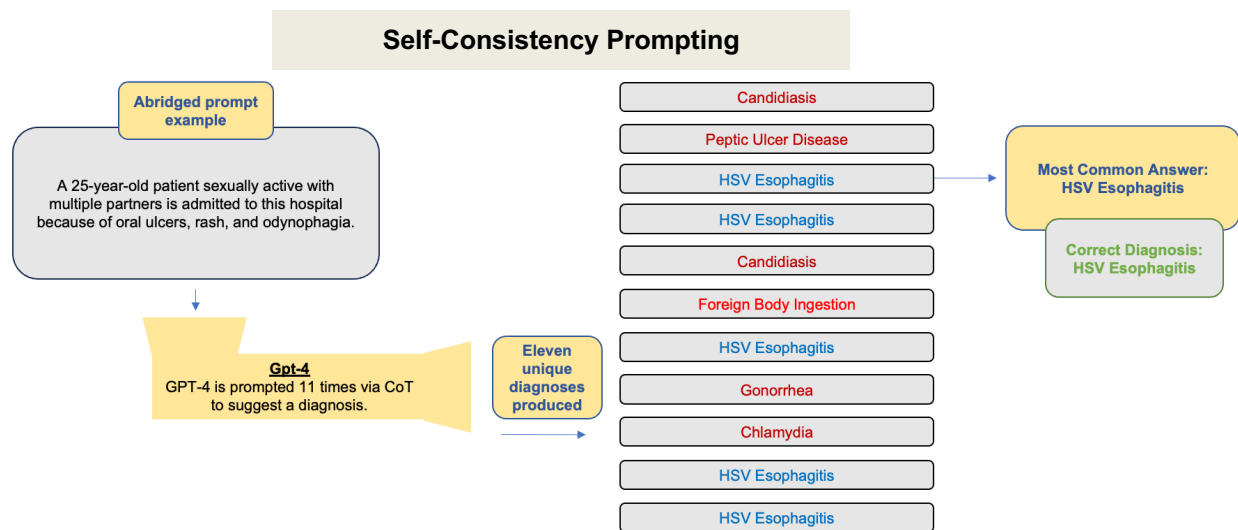 Self-Consistency Prompting
Abridged prompt
example
A 25-year-old patient sexually active with
multiple partners is admitted to this hospital
because of oral ulcers, rash, and odynophagia.
Gpt-4
GPT-4 is prompted 11 times via CoT
to suggest a diagnosis.
Eleven
unique
diagnoses
produced
Candidiasis
Peptic Ulcer Disease
HSV Esophagitis
HSV Esophagitis
Candidiasis
Foreign Body Ingestion
HSV Esophagitis
Gonorrhea
Chlamydia
HSV Esophagitis
HSV Esophagitis
Most Common Answer:
HSV Esophagitis
Correct Diagnosis:
HSV Esophagitis